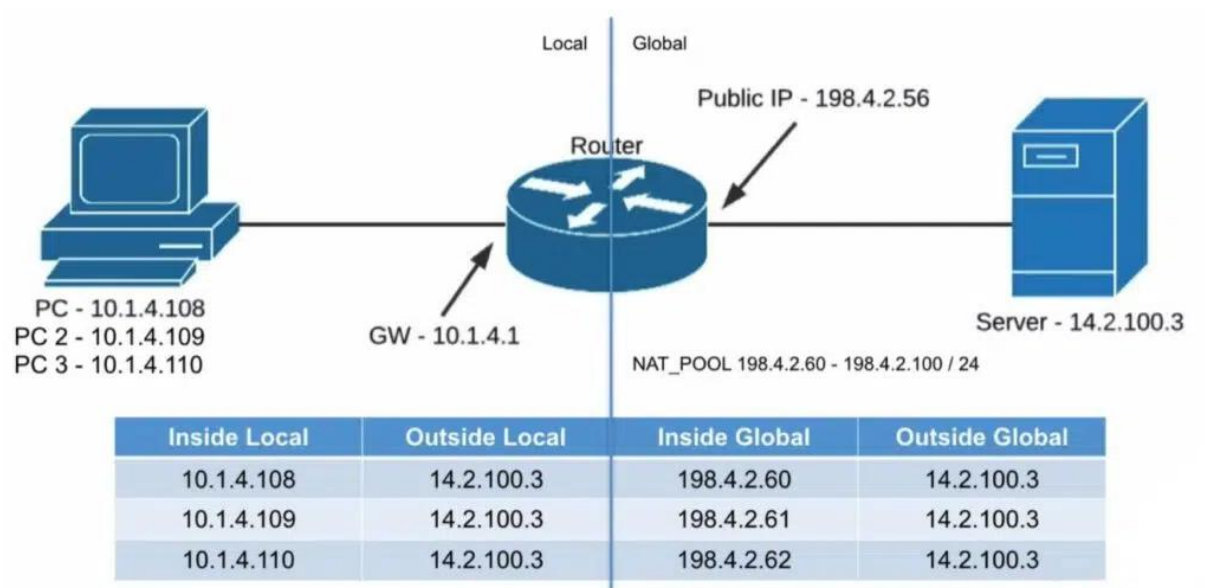 Local Global
Public IP - 198.4.2.56
Router
PC - 10.1.4.108
PC 2 - 10.1.4.109
PC 3 - 10.1.4.110
GW - 10.1.4.1
Server - 14.2.100.3
NAT_POOL 198.4.2.60 - 198.4.2.100 / 24
Inside Local Outside Local Inside Global Outside Global
10.1.4.108 14.2.100.3 198.4.2.60 14.2.100.3
10.1.4.109 14.2.100.3 198.4.2.61 14.2.100.3
10.1.4.110 14.2.100.3 198.4.2.62 14.2.100.3